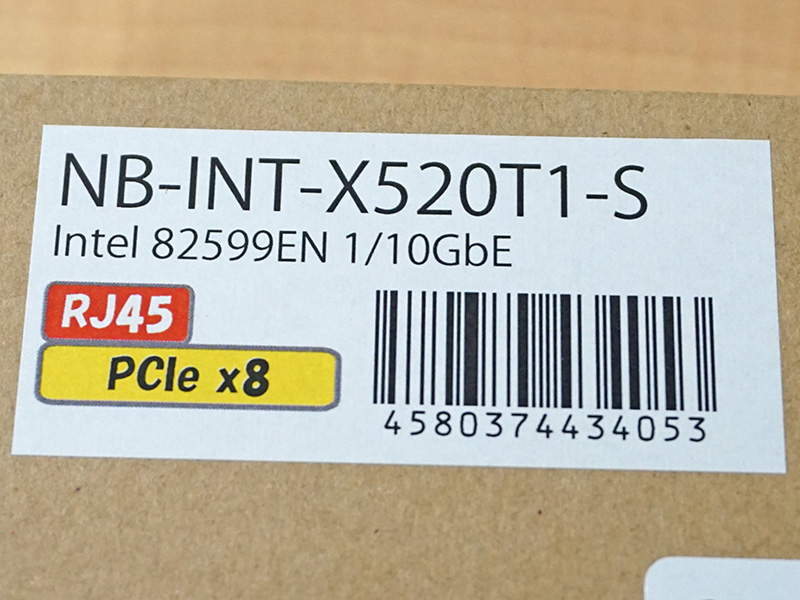 NB-INT-X520T1-S
Intel 82599EN 1/10GbE
RJ45
PCIe x8
4580374434053